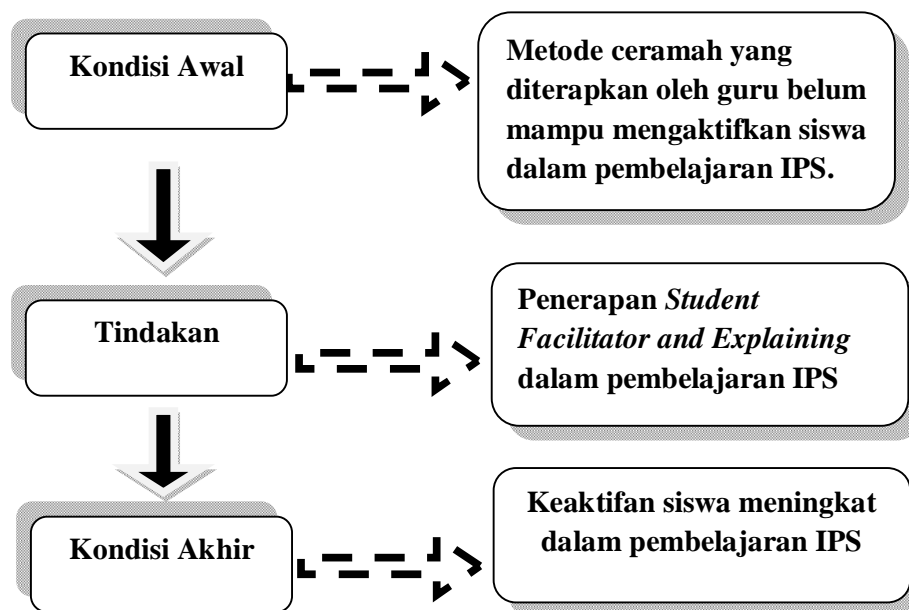 Kondisi Awal
Metode ceramah yang
diterapkan oleh guru belum
mampu mengaktifkan siswa
dalam pembelajaran IPS.
Tindakan
Penerapan Student
Facilitator and Explaining
dalam pembelajaran IPS
Kondisi Akhir
Keaktifan siswa meningkat
dalam pembelajaran IPS